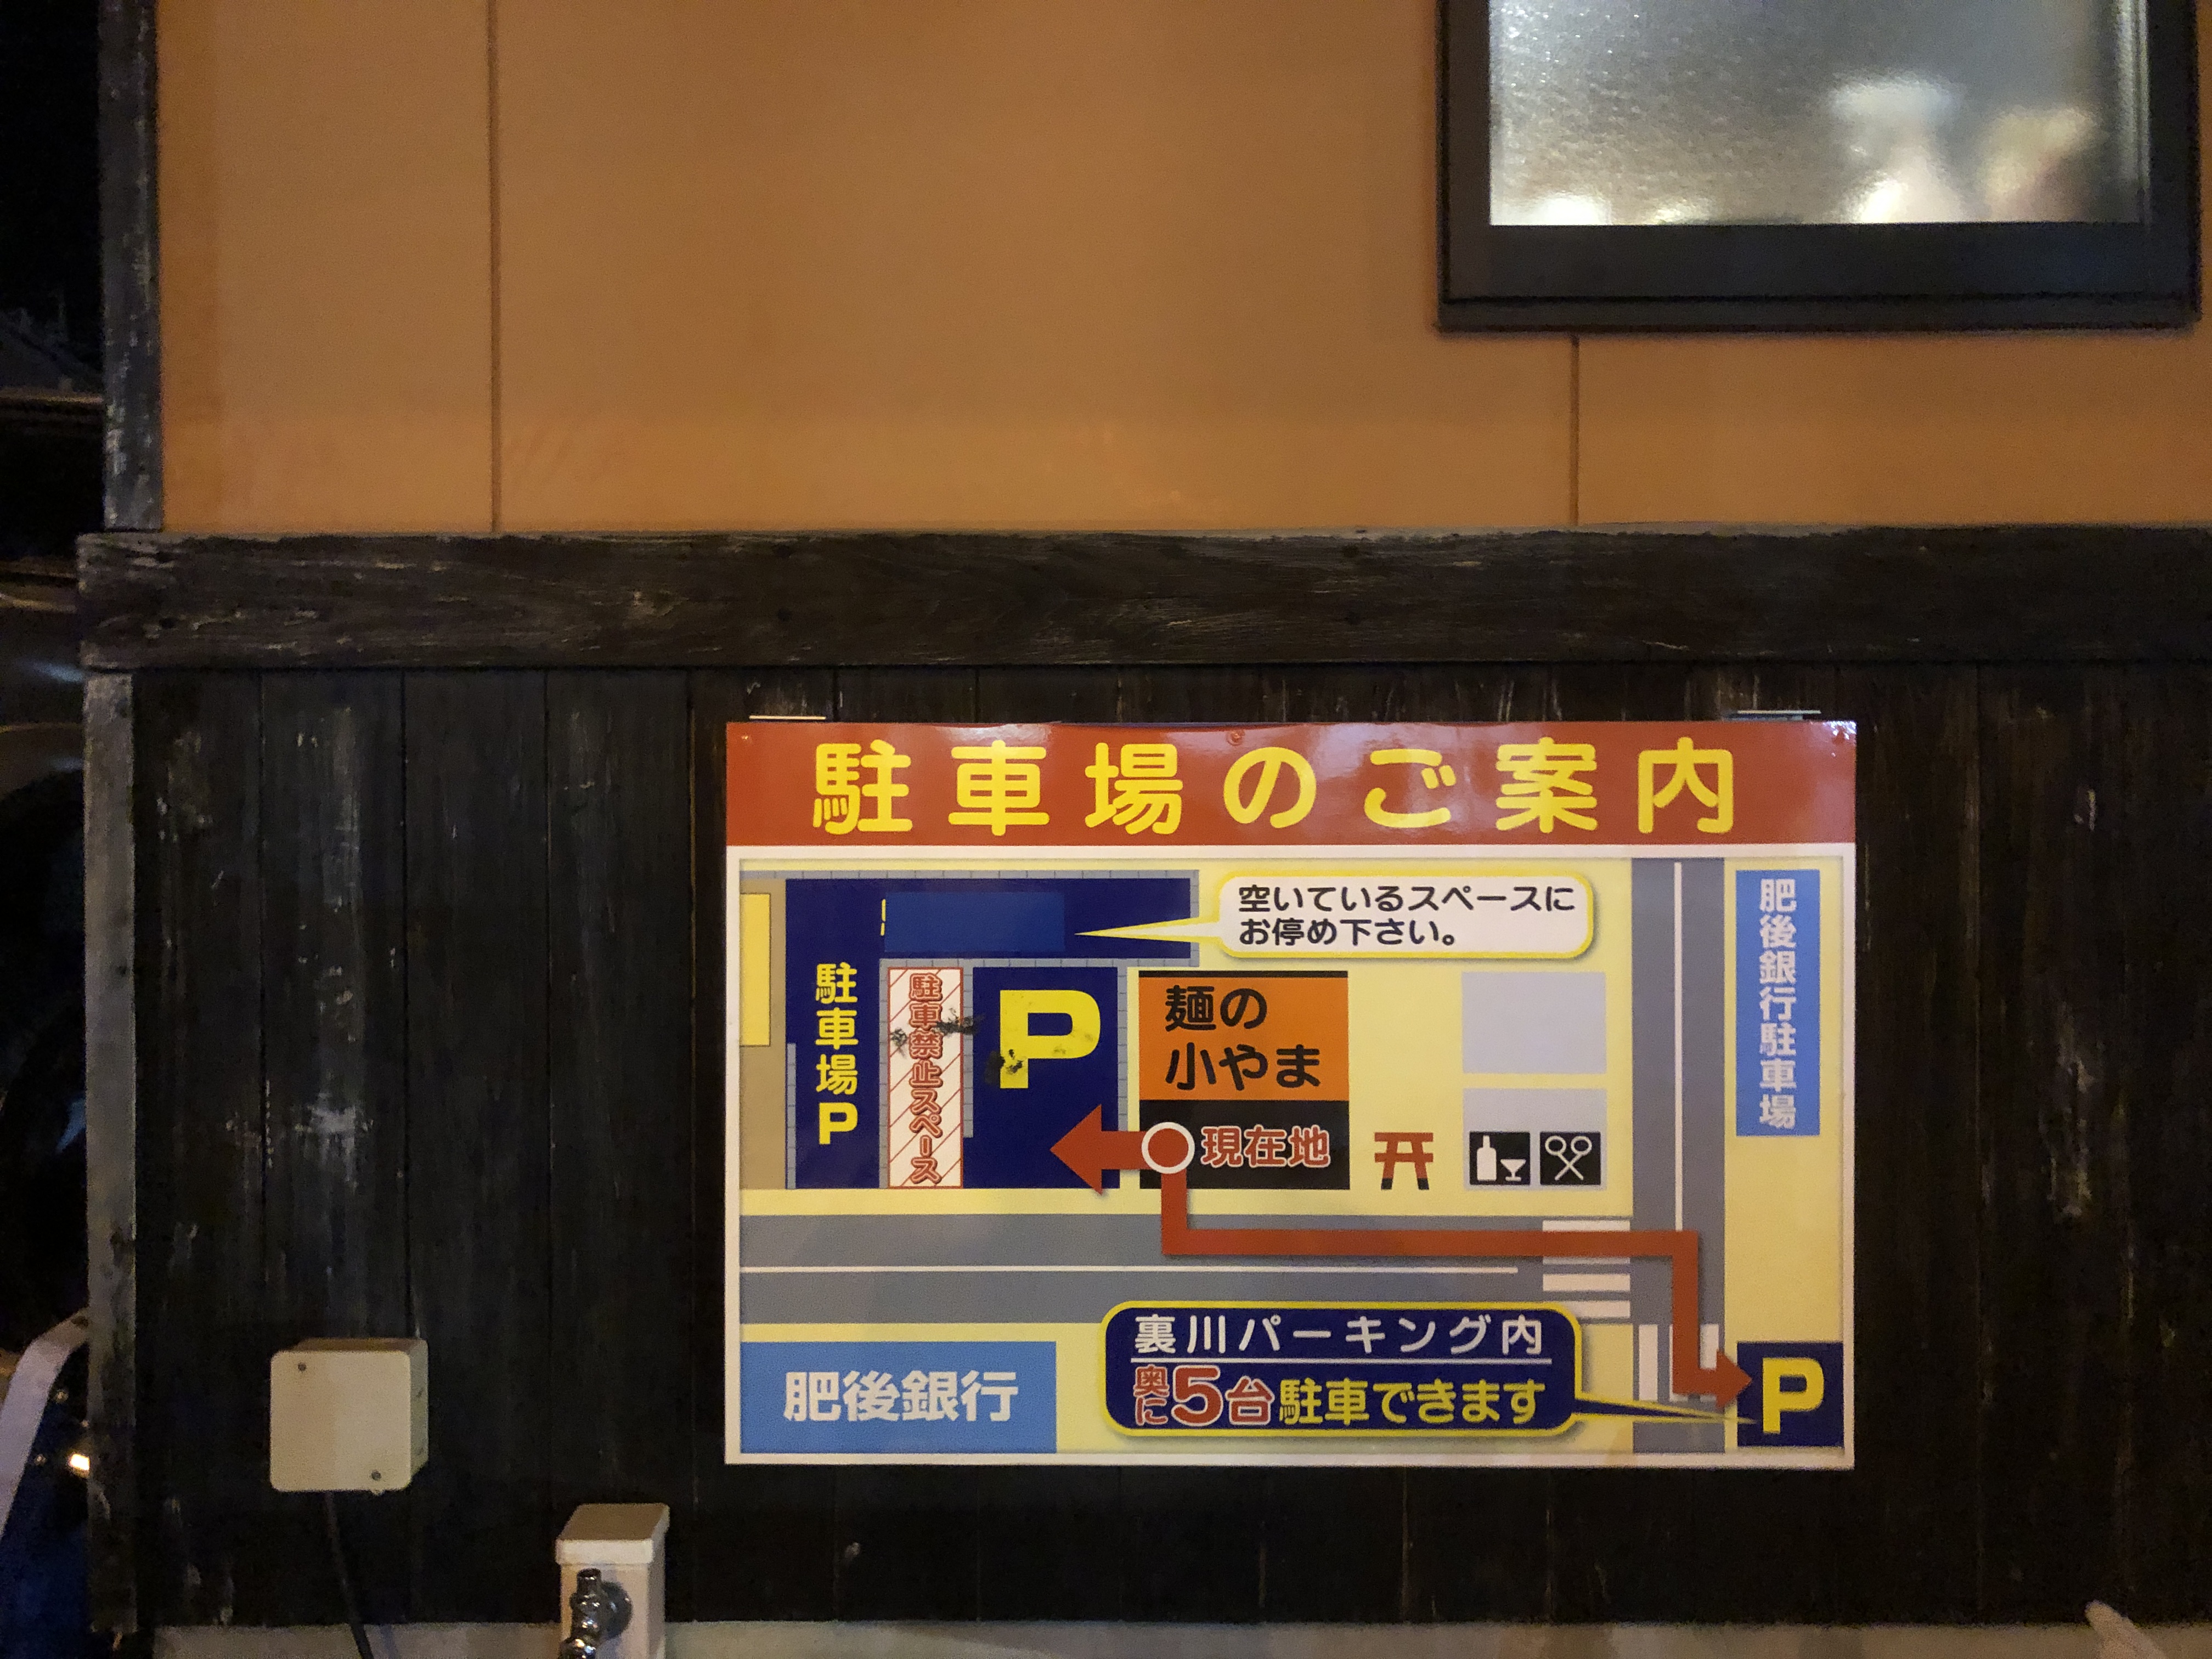 駐車場のご案内
空いているスペースに
お停め下さい。
肥後銀行駐車場
駐車場P
駐車禁止スペース
P
麺の
小やま
現在地
裏川パーキング内
奥に5台駐車できます
P
肥後銀行